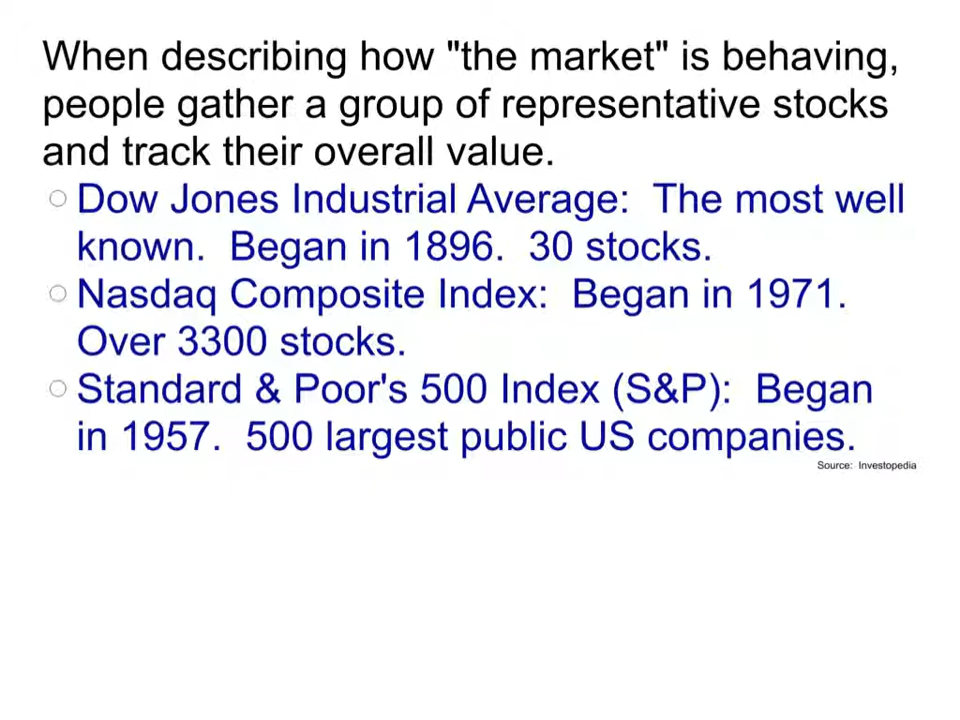 When describing how "the market" is behaving,
people gather a group of representative stocks
and track their overall value.
Dow Jones Industrial Average:  The most well
known.  Began in 1896.  30 stocks.
Nasdaq Composite Index:  Began in 1971.
Over 3300 stocks.
Standard & Poor's 500 Index (S&P):  Began
in 1957.  500 largest public US companies.
Source:  Investopedia